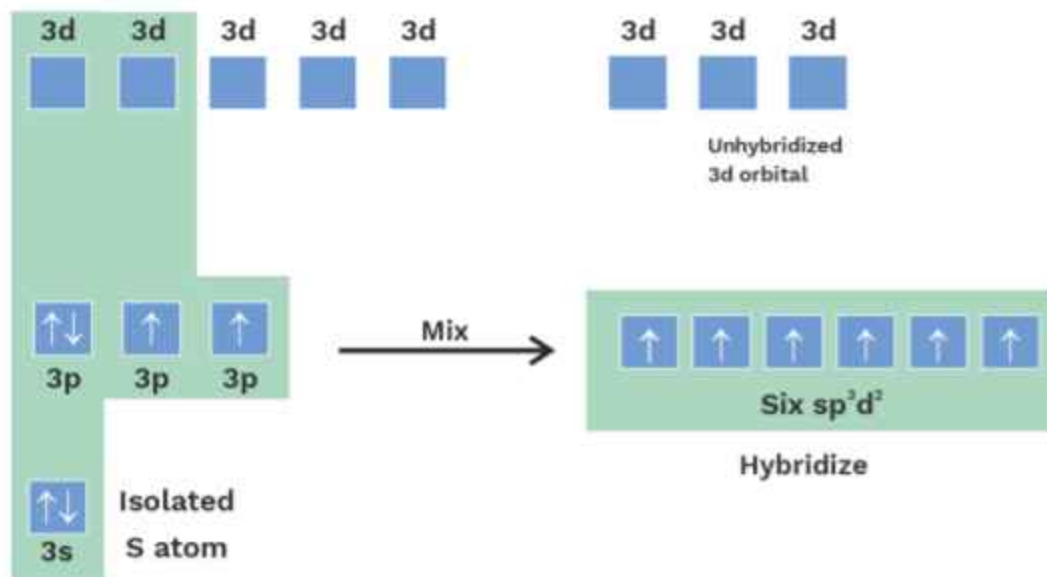 3d 3d 3d 3d 3d 3d 3d 3d
Unhybridized
3d orbital
↑↓ ↑ ↑
3p 3p 3p
Mix
↑ ↑ ↑ ↑ ↑ ↑
Six sp³d²
Hybridize
↑↓
3s
Isolated
S atom